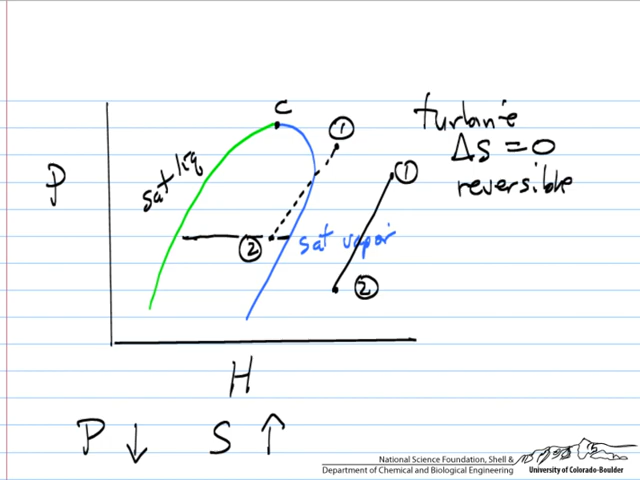 C
①
turbine
ΔS = 0
reversible
P
sat liq
①
②
sat vapor
②
H
P ↓ S ↑
National Science Foundation, Shell &
Department of Chemical and Biological Engineering
University of Colorado-Boulder